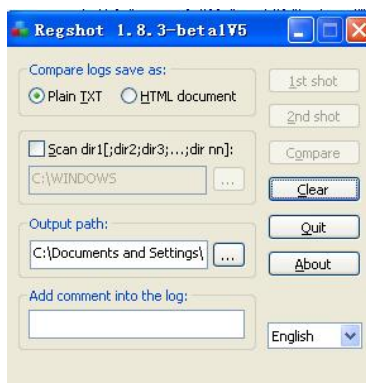 Regshot 1.8.3-beta1V5
Compare logs save as:
Plain TXT
HTML document
1st shot
2nd shot
Scan dir1[;dir2;dir3;...;dir nn]:
Compare
C:\WINDOWS
...
Clear
Output path:
Quit
C:\Documents and Settings\
...
About
Add comment into the log:
English